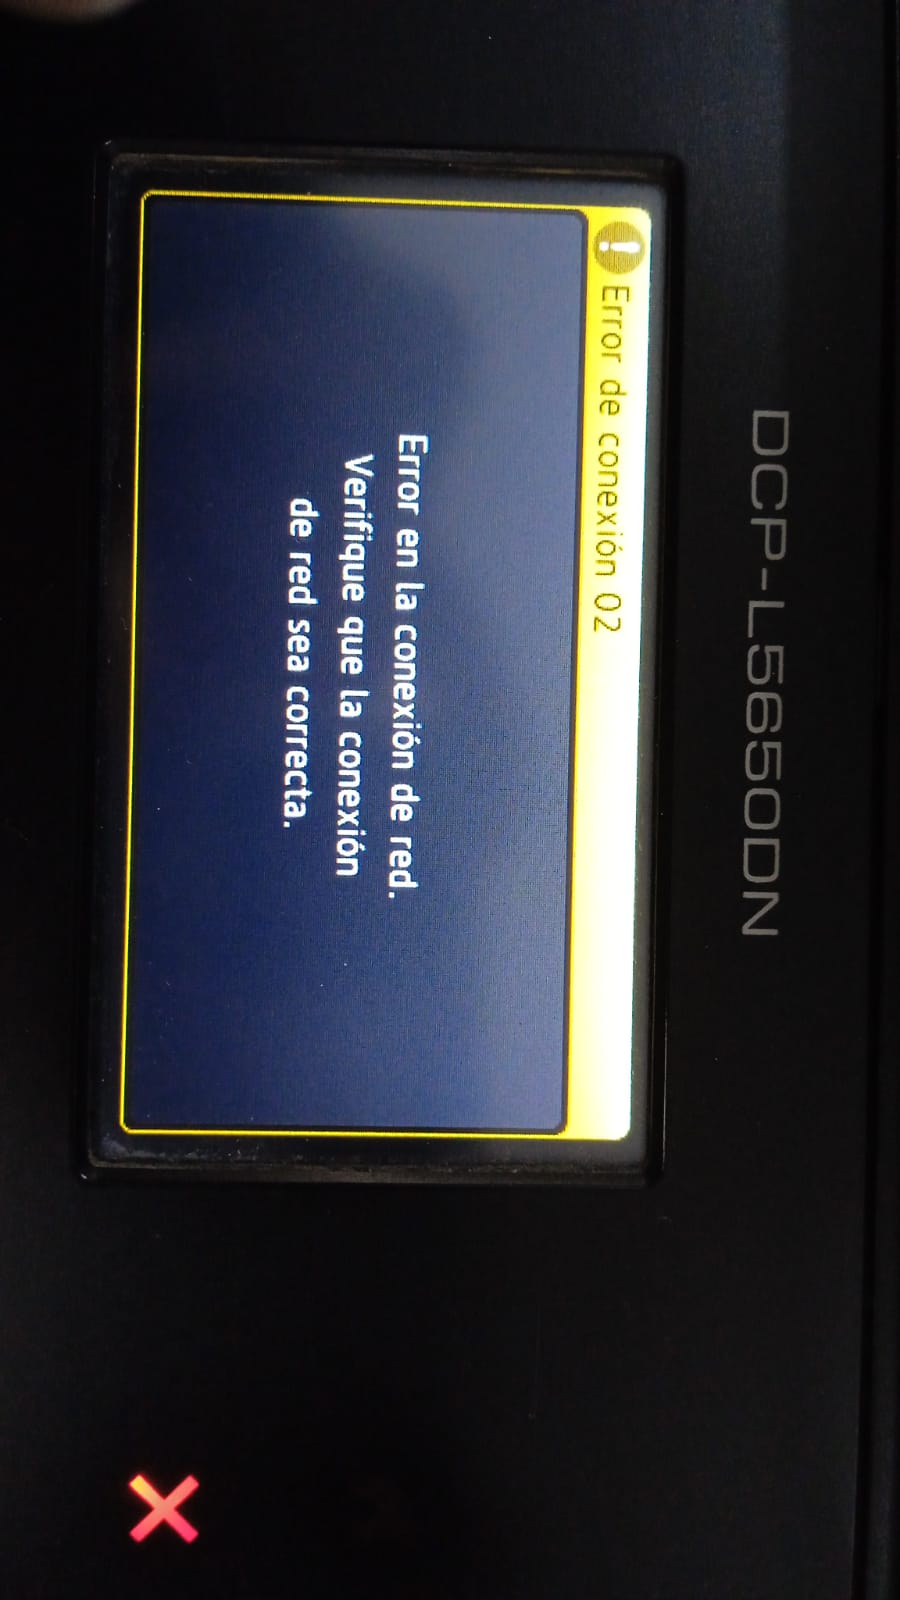 DCP-L5650DN
Error de conexión 02
Error en la conexión de red.
Verifique que la conexión
de red sea correcta.